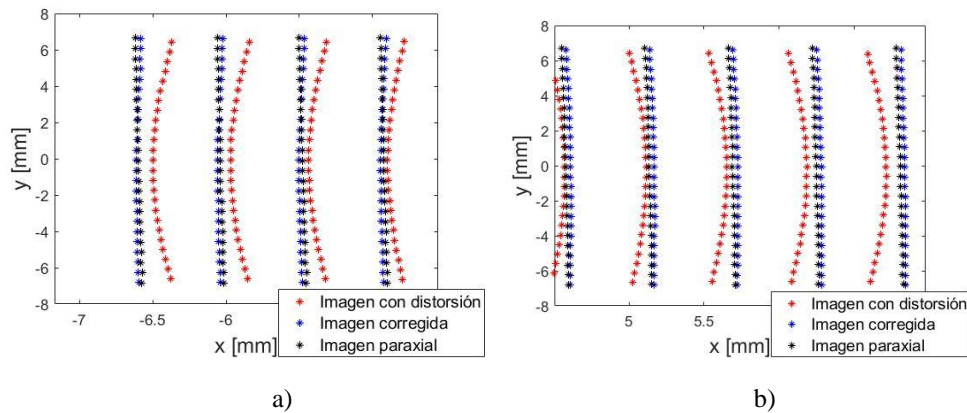 8
6
4
2
0
-2
-4
-6
-8
y [mm]
-7
-6.5
-6
x [mm]
Imagen con distorsión
Imagen corregida
Imagen paraxial
a)
8
6
4
2
0
-2
-4
-6
-8
y [mm]
5
5.5
x [mm]
Imagen con distorsión
Imagen corregida
Imagen paraxial
b)